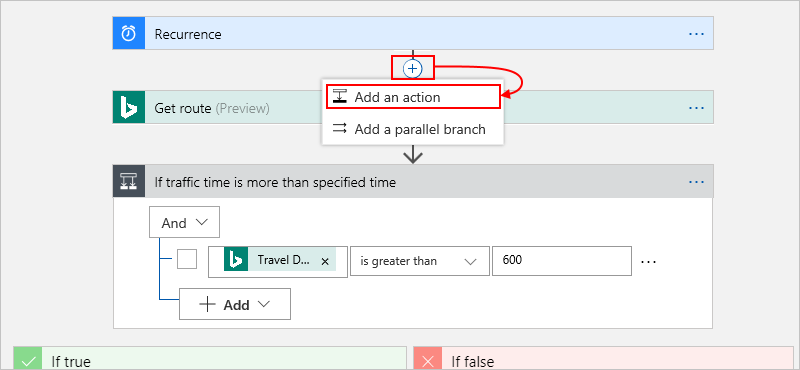 Recurrence ...
Add an action
Get route (Preview) ...
Add a parallel branch
If traffic time is more than specified time ...
And
Travel D... x is greater than 600 ...
+ Add
If true
If false